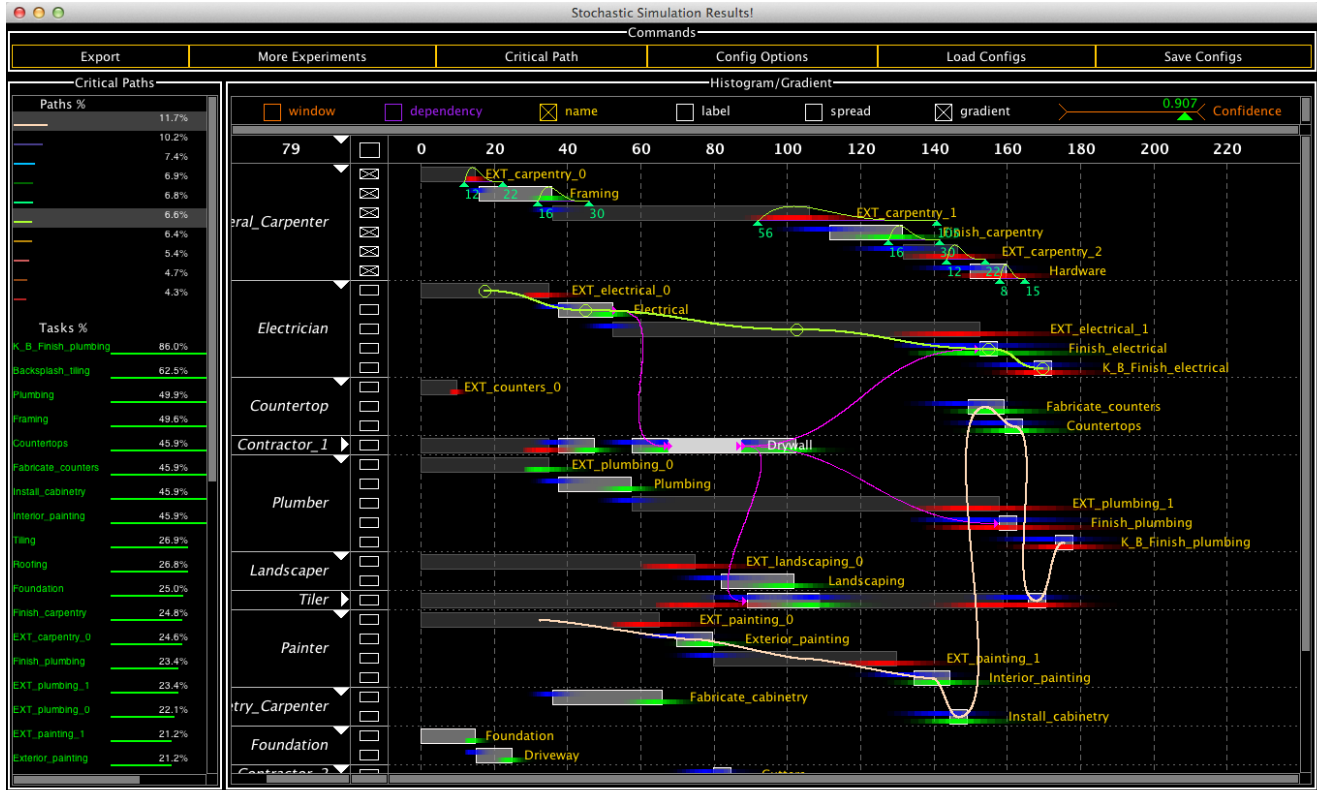 Stochastic Simulation Results!
Commands
Export More Experiments Critical Path Config Options Load Configs Save Configs
Critical Paths
Paths %
11.7%
10.2%
7.4%
6.9%
6.8%
6.6%
6.4%
5.4%
4.7%
4.3%
Tasks %
K_B_Finish_plumbing 86.0%
Backsplash_tiling 62.5%
Plumbing 49.9%
Framing 49.6%
Countertops 45.9%
Fabricate_counters 45.9%
Install_cabinetry 45.9%
Interior_painting 45.9%
Tiling 26.9%
Roofing 26.8%
Foundation 25.0%
Finish_carpentry 24.8%
EXT_carpentry_0 24.6%
Finish_plumbing 23.4%
EXT_plumbing_1 23.4%
EXT_plumbing_0 22.1%
EXT_painting_1 21.2%
Exterior_painting 21.2%
Histogram/Gradient
window dependency name label spread gradient 0.907 Confidence
79 0 20 40 60 80 100 120 140 160 180 200 220
eral_Carpenter
EXT_carpentry_0
12 22
Framing
16 30
EXT_carpentry_1
56 103
Finish_carpentry
16 30
EXT_carpentry_2
12 22
Hardware
8 15
Electrician
EXT_electrical_0
Electrical
EXT_electrical_1
Finish_electrical
K_B_Finish_electrical
Countertop
EXT_counters_0
Fabricate_counters
Countertops
Contractor_1
Drywall
Plumber
EXT_plumbing_0
Plumbing
EXT_plumbing_1
Finish_plumbing
K_B_Finish_plumbing
Landscaper
EXT_landscaping_0
Landscaping
Tiler
Painter
EXT_painting_0
Exterior_painting
EXT_painting_1
Interior_painting
etry_Carpenter
Fabricate_cabinetry
Install_cabinetry
Foundation
Foundation
Driveway
Contractor_2
Gutters